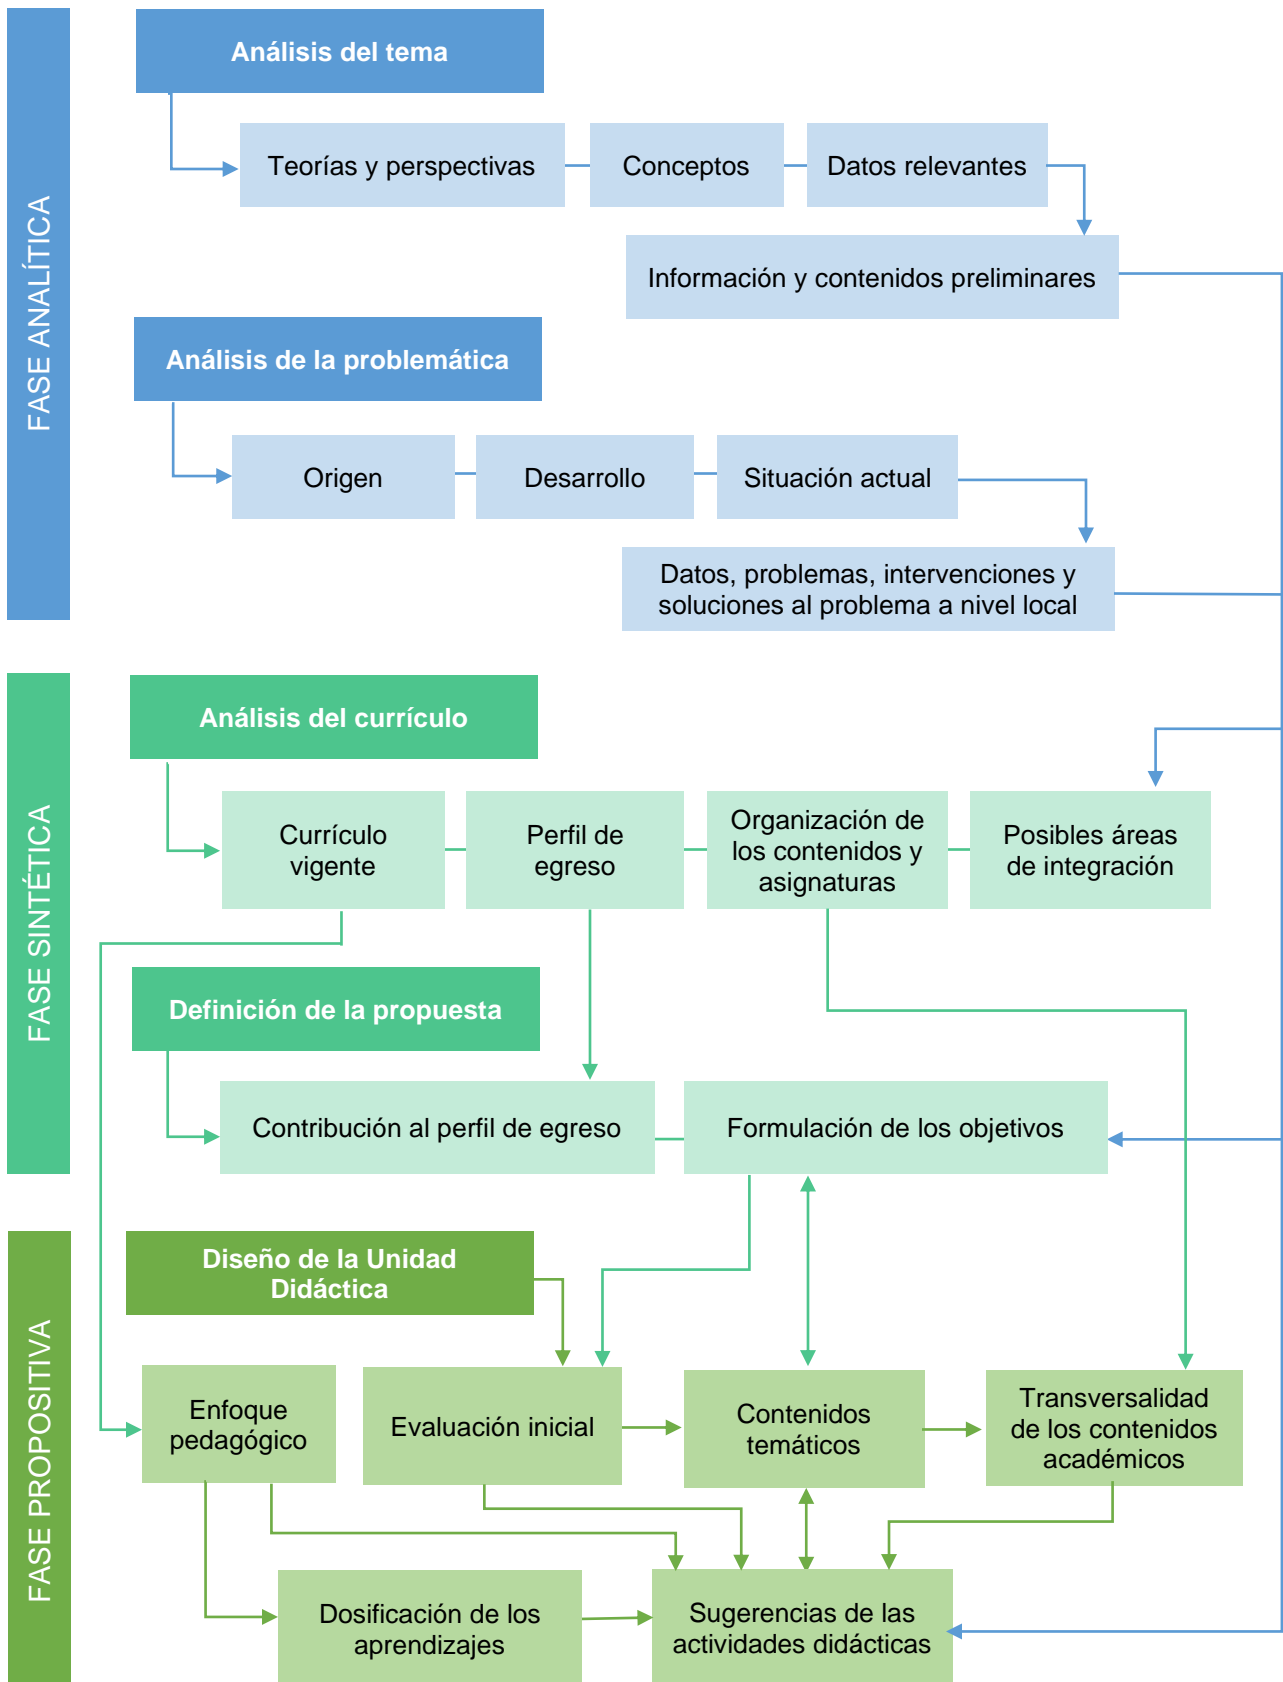 FASE ANALÍTICA
Análisis del tema
Teorías y perspectivas
Conceptos
Datos relevantes
Información y contenidos preliminares
Análisis de la problemática
Origen
Desarrollo
Situación actual
Datos, problemas, intervenciones y
soluciones al problema a nivel local
FASE SINTÉTICA
Análisis del currículo
Currículo
vigente
Perfil de
egreso
Organización de
los contenidos y
asignaturas
Posibles áreas
de integración
Definición de la propuesta
Contribución al perfil de egreso
Formulación de los objetivos
FASE PROPOSITIVA
Diseño de la Unidad
Didáctica
Enfoque
pedagógico
Evaluación inicial
Contenidos
temáticos
Transversalidad
de los contenidos
académicos
Dosificación de los
aprendizajes
Sugerencias de las
actividades didácticas